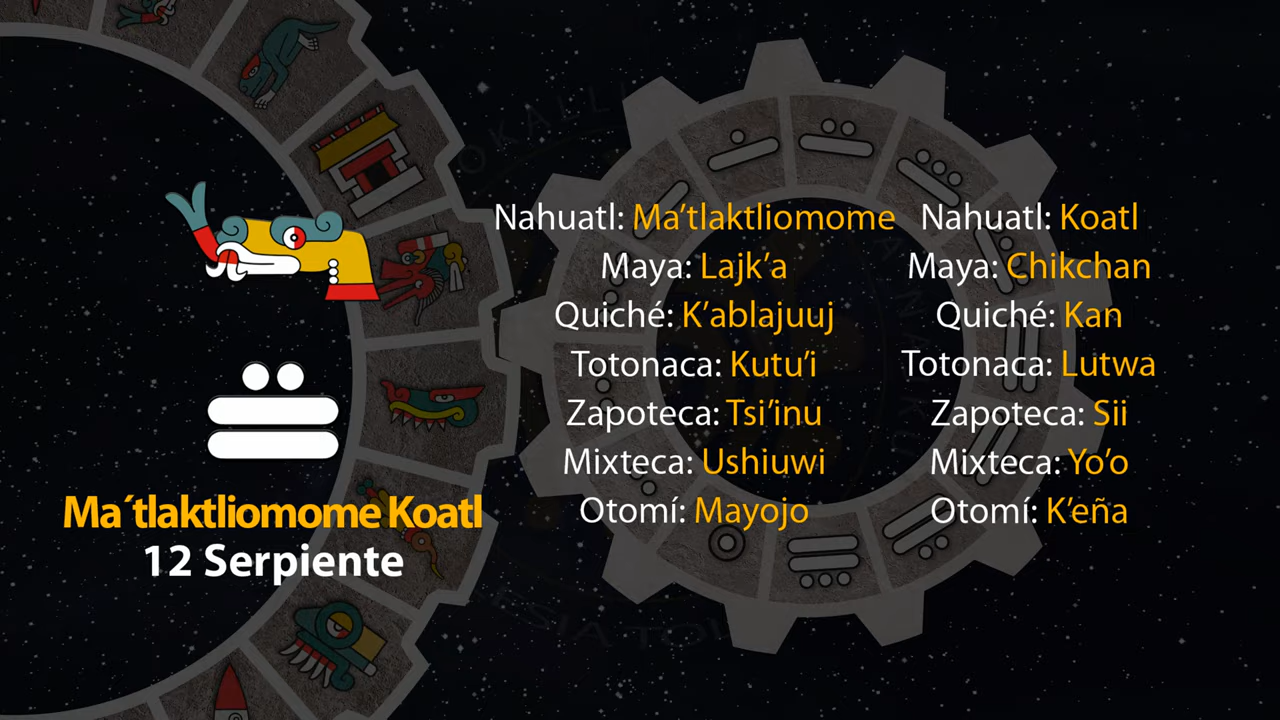 Nahuatl: Ma’tlaktliomome
Maya: Lajk’a
Quiché: K’ablajuuj
Totonaca: Kutu’i
Zapoteca: Tsi’inu
Mixteca: Ushiuwi
Otomí: Mayojo
Nahuatl: Koatl
Maya: Chikchan
Quiché: Kan
Totonaca: Lutwa
Zapoteca: Sii
Mixteca: Yo’o
Otomí: K’eña
Ma´tlaktliomome Koatl
12 Serpiente